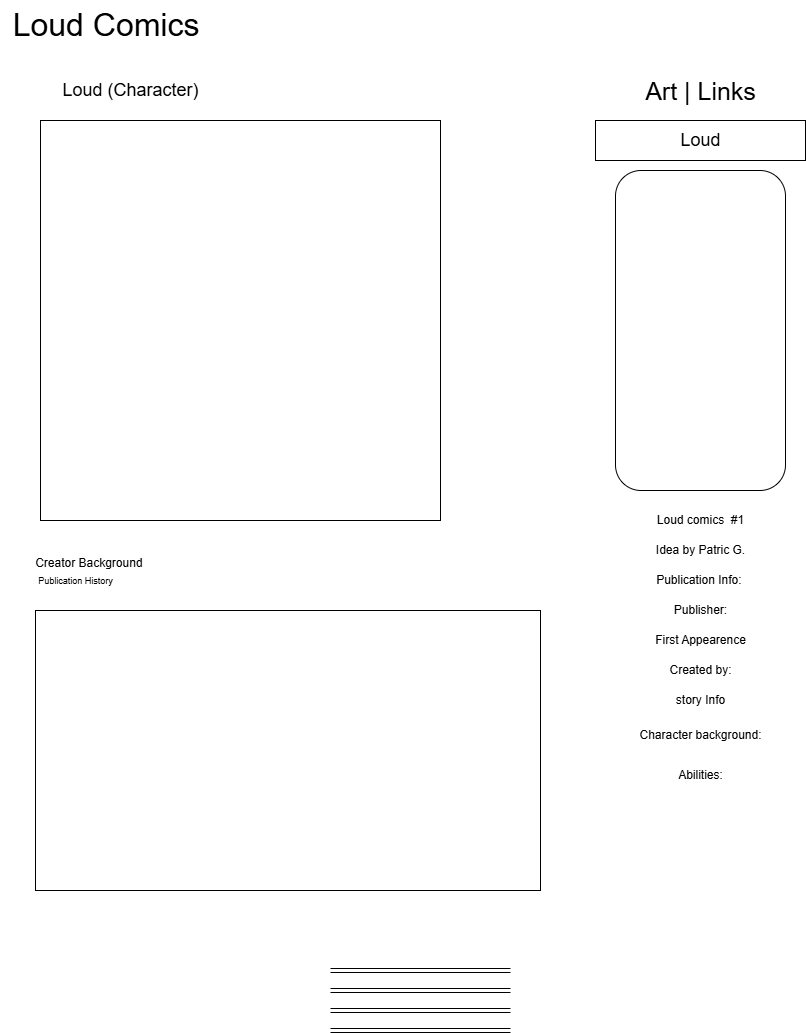 Loud Comics
Loud (Character)
Art | Links
Loud
Creator Background
Publication History
Loud comics  #1
Idea by Patric G.
Publication Info:
Publisher:
First Appearence
Created by:
story Info
Character background:
Abilities: